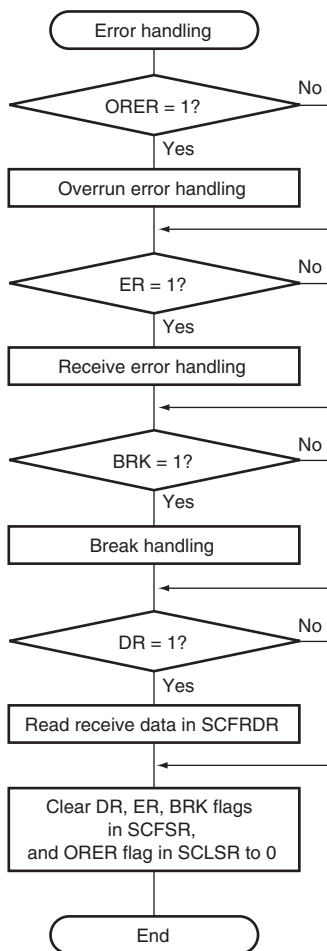 Error handling
No
ORER = 1?
Yes
Overrun error handling
No
ER = 1?
Yes
Receive error handling
No
BRK = 1?
Yes
Break handling
No
DR = 1?
Yes
Read receive data in SCFRDR
Clear DR, ER, BRK flags
in SCFSR,
and ORER flag in SCLSR to 0
End